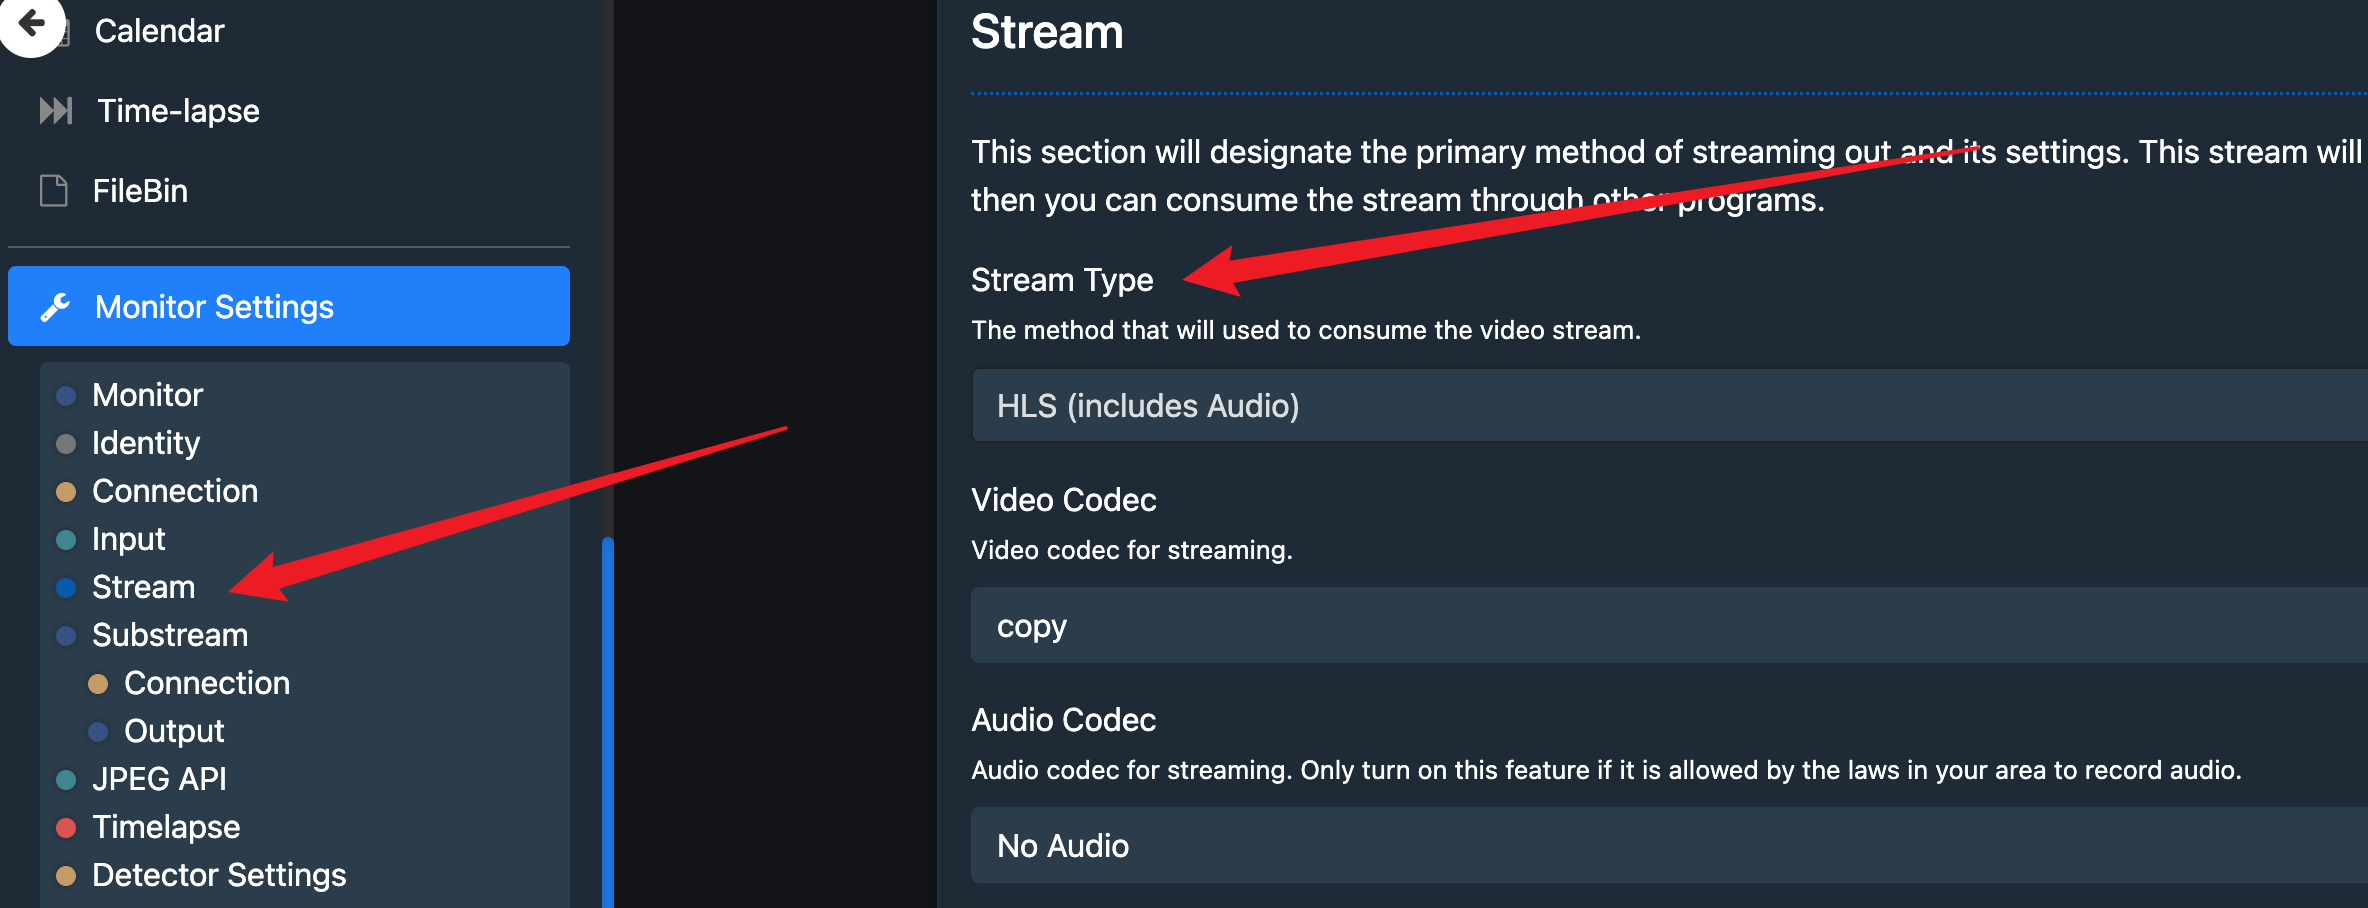 Calendar
Time-lapse
FileBin
Monitor Settings
Monitor
Identity
Connection
Input
Stream
Substream
Connection
Output
JPEG API
Timelapse
Detector Settings
Stream
This section will designate the primary method of streaming out and its settings. This stream will
then you can consume the stream through other programs.
Stream Type
The method that will used to consume the video stream.
HLS (includes Audio)
Video Codec
Video codec for streaming.
copy
Audio Codec
Audio codec for streaming. Only turn on this feature if it is allowed by the laws in your area to record audio.
No Audio